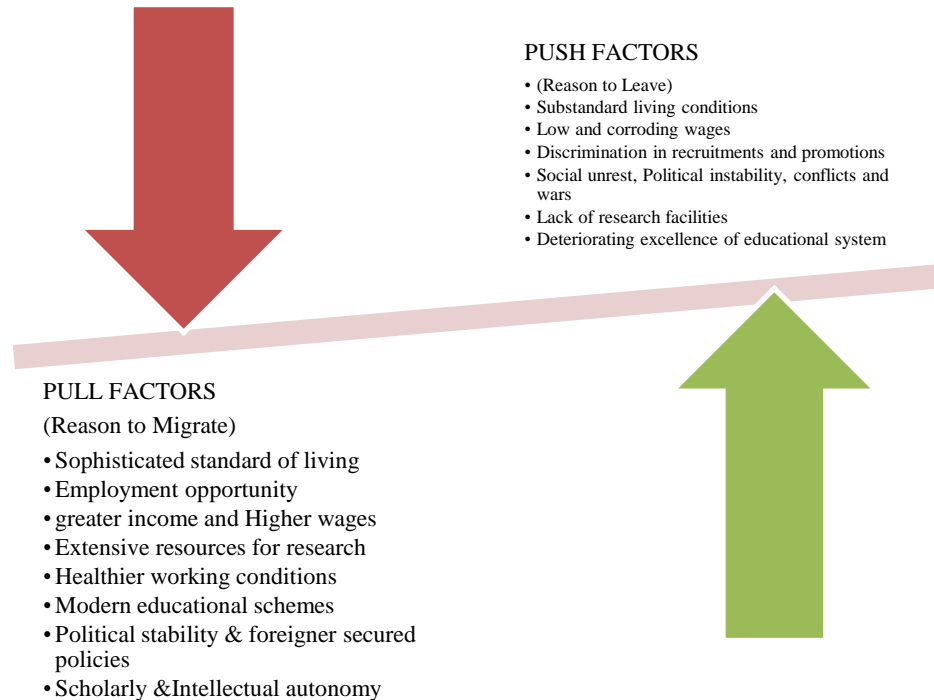 PUSH FACTORS
• (Reason to Leave)
• Substandard living conditions
• Low and corroding wages
• Discrimination in recruitments and promotions
• Social unrest, Political instability, conflicts and
wars
• Lack of research facilities
• Deteriorating excellence of educational system
PULL FACTORS
(Reason to Migrate)
• Sophisticated standard of living
• Employment opportunity
• greater income and Higher wages
• Extensive resources for research
• Healthier working conditions
• Modern educational schemes
• Political stability & foreigner secured
policies
• Scholarly &Intellectual autonomy